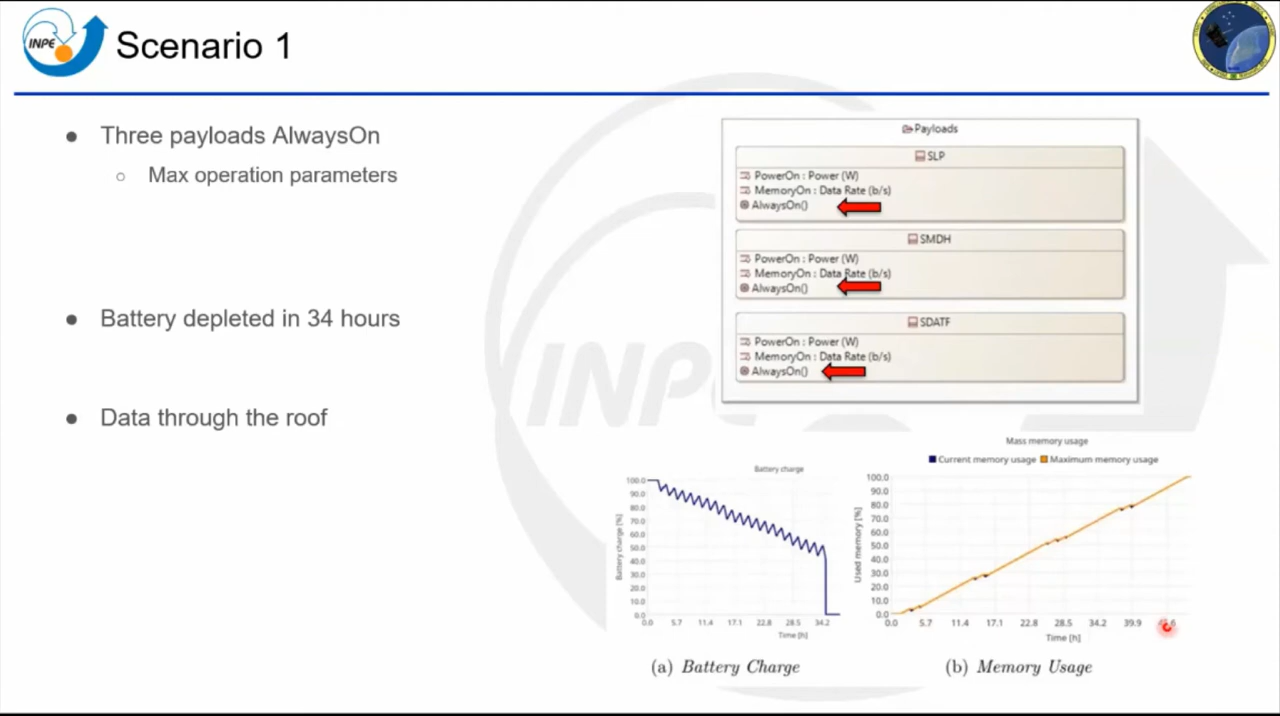 INPE
Scenario 1
● Three payloads AlwaysOn
○ Max operation parameters
● Battery depleted in 34 hours
● Data through the roof
Payloads
SLP
PowerOn : Power (W)
MemoryOn : Data Rate (b/s)
AlwaysOn()
SMDH
PowerOn : Power (W)
MemoryOn : Data Rate (b/s)
AlwaysOn()
SDATF
PowerOn : Power (W)
MemoryOn : Data Rate (b/s)
AlwaysOn()
INPE
Battery charge
Battery charge [%]
100.0
90.0
80.0
70.0
60.0
50.0
40.0
30.0
20.0
10.0
0.0
0.0 5.7 11.4 17.1 22.8 28.5 34.2
Time [h]
(a) Battery Charge
Mass memory usage
Current memory usage Maximum memory usage
Used memory [%]
100.0
90.0
80.0
70.0
60.0
50.0
40.0
30.0
20.0
10.0
0.0
0.0 5.7 11.4 17.1 22.8 28.5 34.2 39.9
Time [h]
(b) Memory Usage